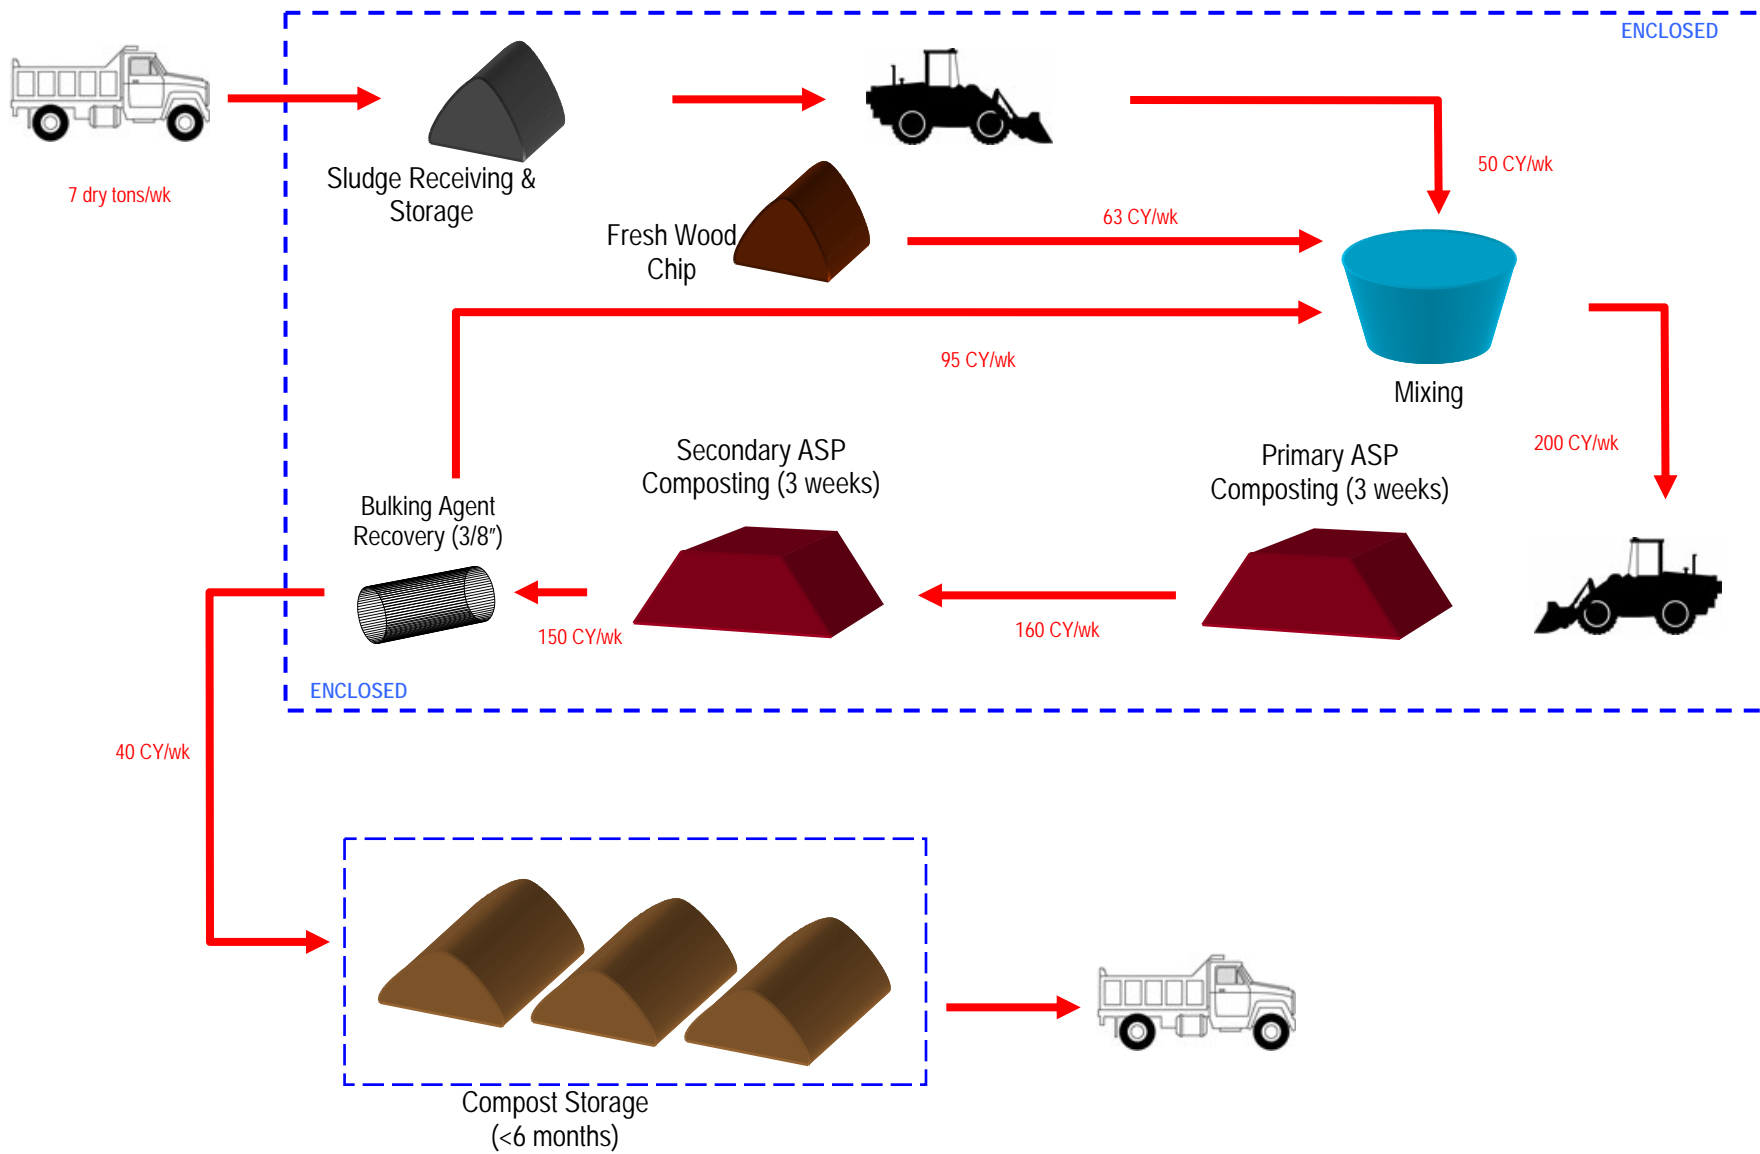 ENCLOSED
7 dry tons/wk
Sludge Receiving &
Storage
50 CY/wk
Fresh Wood
Chip
63 CY/wk
95 CY/wk
Mixing
200 CY/wk
Secondary ASP
Composting (3 weeks)
Primary ASP
Composting (3 weeks)
Bulking Agent
Recovery (3/8")
150 CY/wk
160 CY/wk
ENCLOSED
40 CY/wk
Compost Storage
(<6 months)